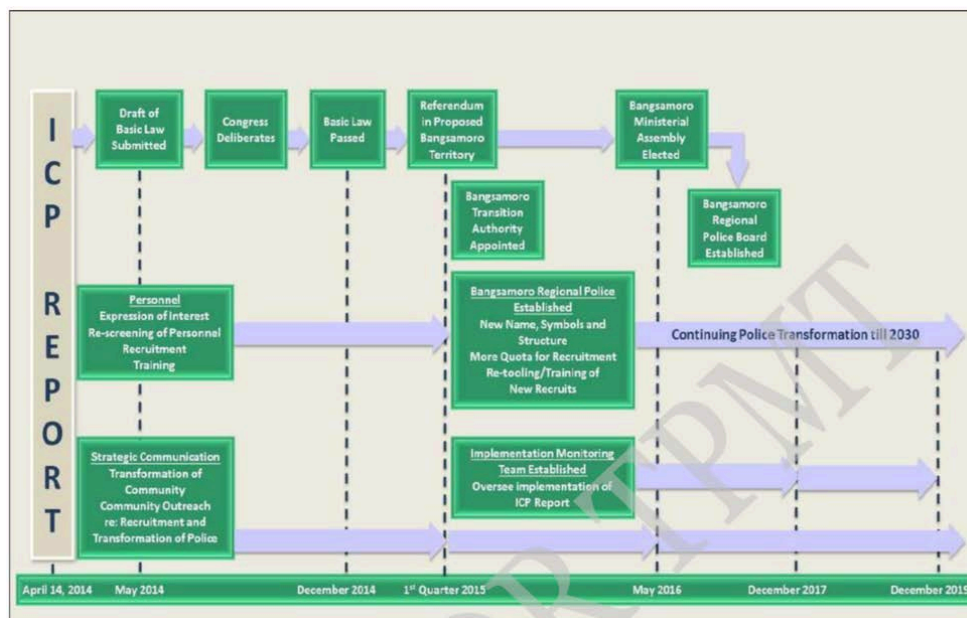 ICP REPORT
Draft of
Basic Law
Submitted
Congress
Deliberates
Basic Law
Passed
Referendum
in Proposed
Bangsamoro
Territory
Bangsamoro
Ministerial
Assembly
Elected
Bangsamoro
Transition
Authority
Appointed
Bangsamoro
Regional
Police Board
Established
Personnel
Expression of Interest
Re-screening of Personnel
Recruitment
Training
Bangsamoro Regional Police
Established
New Name, Symbols and
Structure
More Quota for Recruitment
Re-tooling/Training of
New Recruits
Continuing Police Transformation till 2030
Strategic Communication
Transformation of
Community
Community Outreach
re: Recruitment and
Transformation of Police
Implementation Monitoring
Team Established
Oversee implementation of
ICP Report
April 14, 2014
May 2014
December 2014
1st Quarter 2015
May 2016
December 2017
December 2019